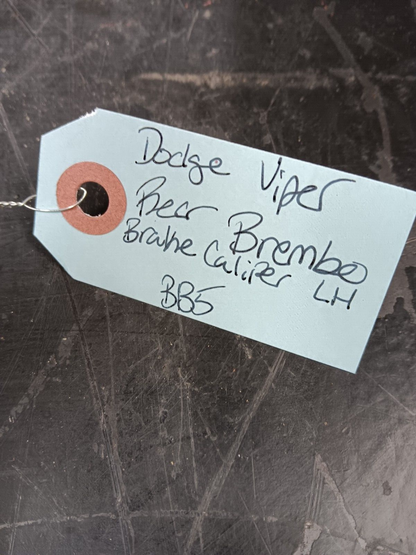 Dodge Viper
Rear Brembo
Brake Caliper LH
BB5